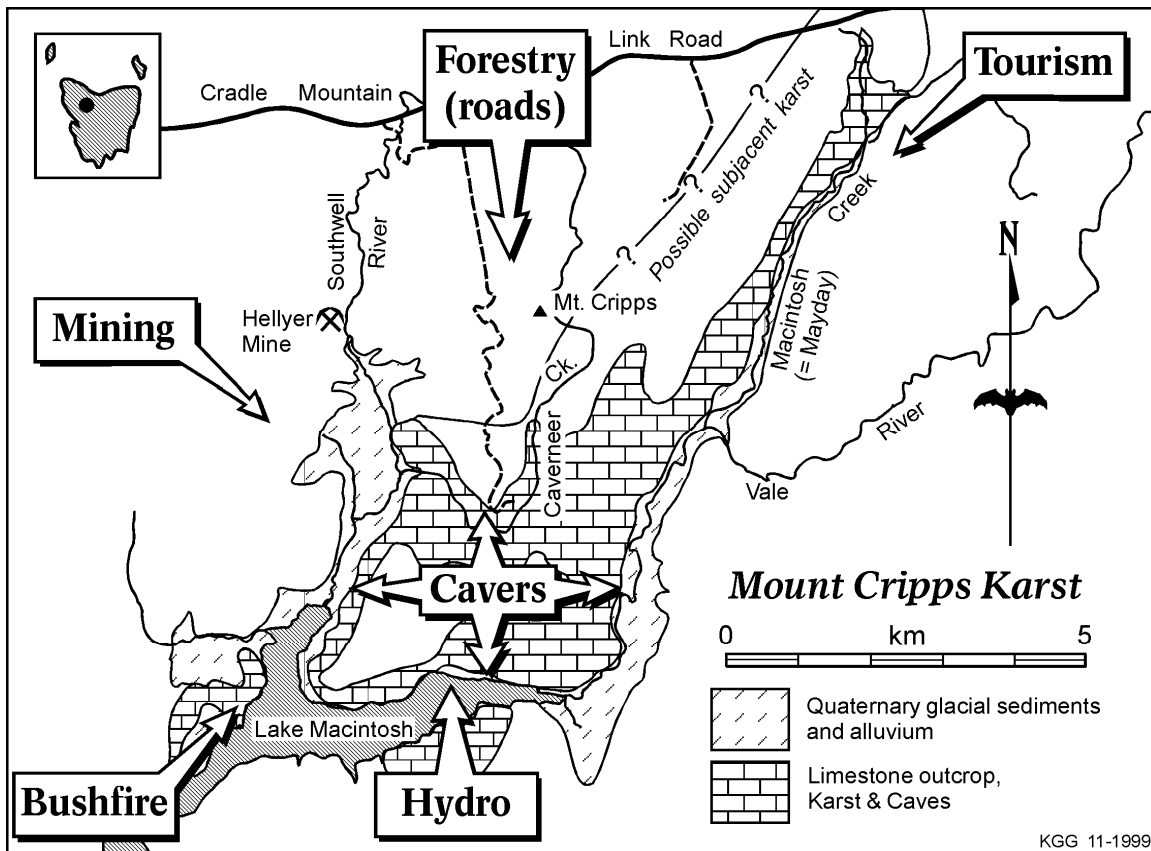 Forestry
(roads)
Link Road
Tourism
Cradle Mountain
?
?
?
Possible subjacent karst
Southwell
River
Creek
Macintosh
(= Mayday)
N
Mining
Hellyer
Mine
Mt. Cripps
Ck.
Caverneer
River
Vale
Cavers
Mount Cripps Karst
0 km 5
Quaternary glacial sediments
and alluvium
Lake Macintosh
Limestone outcrop,
Karst & Caves
Bushfire
Hydro
KGG 11-1999